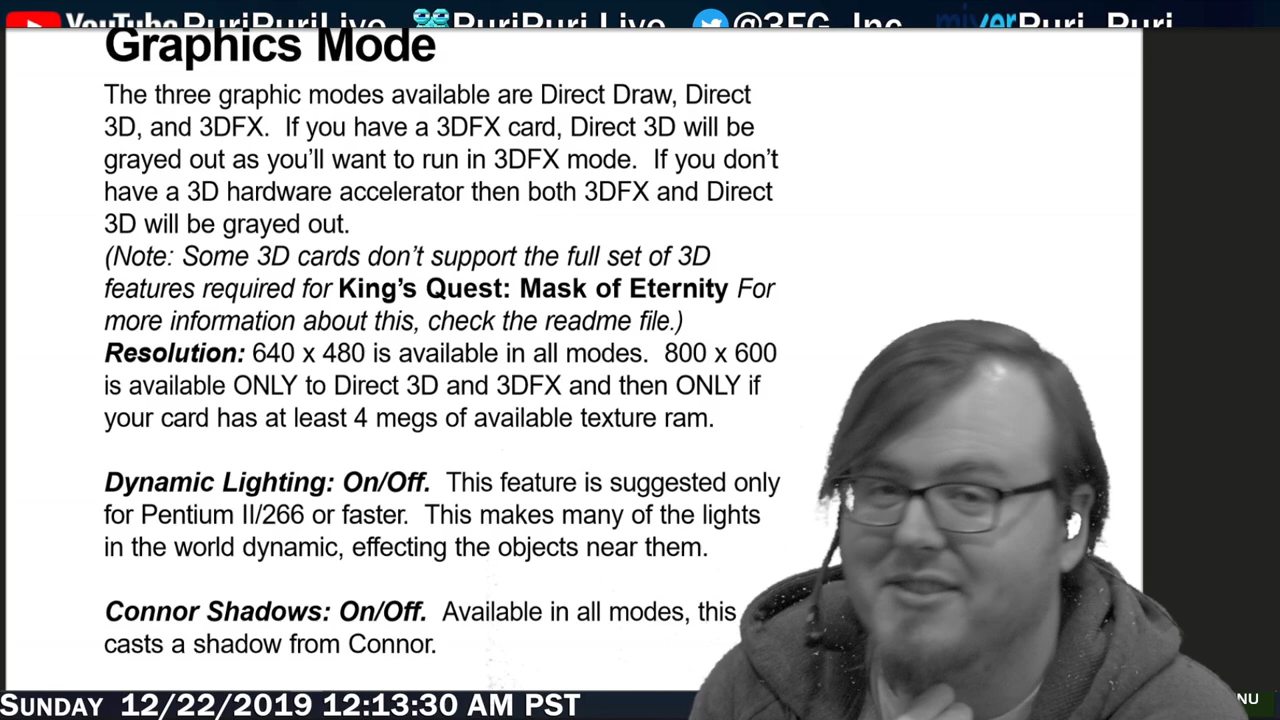 YouTube PuriPuriLive PuriPuri.Live @3FG_Inc mixer Puri_Puri
Graphics Mode
The three graphic modes available are Direct Draw, Direct
3D, and 3DFX.  If you have a 3DFX card, Direct 3D will be
grayed out as you'll want to run in 3DFX mode.  If you don't
have a 3D hardware accelerator then both 3DFX and Direct
3D will be grayed out.
(Note: Some 3D cards don't support the full set of 3D
features required for King's Quest: Mask of Eternity For
more information about this, check the readme file.)
Resolution: 640 x 480 is available in all modes.  800 x 600
is available ONLY to Direct 3D and 3DFX and then ONLY if
your card has at least 4 megs of available texture ram.
Dynamic Lighting: On/Off.  This feature is suggested only
for Pentium II/266 or faster.  This makes many of the lights
in the world dynamic, effecting the objects near them.
Connor Shadows: On/Off.  Available in all modes, this
casts a shadow from Connor.
SUNDAY 12/22/2019 12:13:30 AM PST
NU